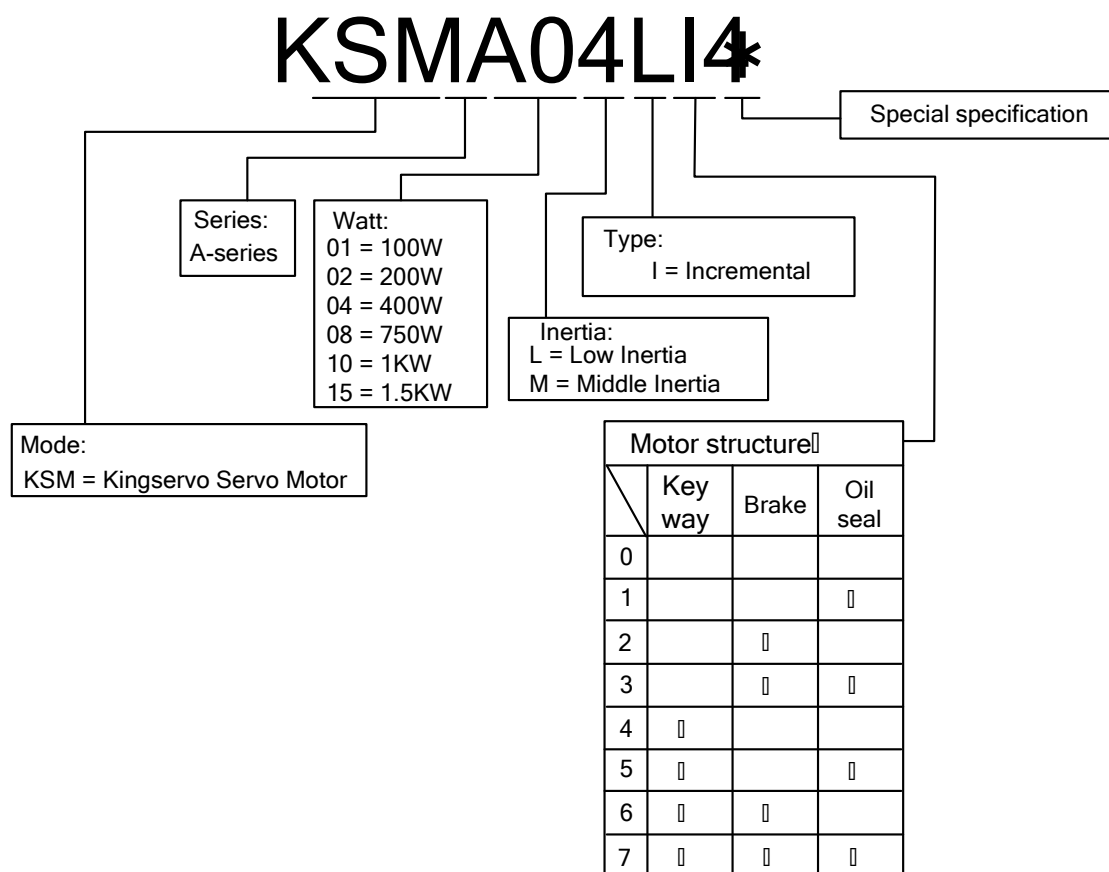 KSMA04LI4*
Special specification
Series:
A-series
Watt:
01 = 100W
02 = 200W
04 = 400W
08 = 750W
10 = 1KW
15 = 1.5KW
Type:
I = Incremental
Inertia:
L = Low Inertia
M = Middle Inertia
Mode:
KSM = Kingservo Servo Motor
Motor structure▯
Key
way
Brake
Oil
seal
0
1 ▯
2 ▯
3 ▯ ▯
4 ▯
5 ▯ ▯
6 ▯ ▯
7 ▯ ▯ ▯